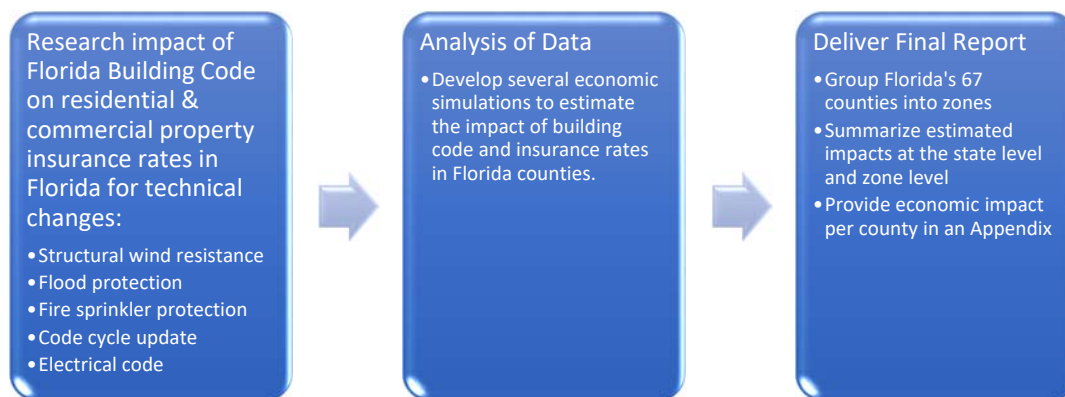 Research impact of
Florida Building Code
on residential &
commercial property
insurance rates in
Florida for technical
changes:
•Structural wind resistance
•Flood protection
•Fire sprinkler protection
•Code cycle update
•Electrical code
Analysis of Data
•Develop several economic
simulations to estimate
the impact of building
code and insurance rates
in Florida counties.
Deliver Final Report
•Group Florida's 67
counties into zones
•Summarize estimated
impacts at the state level
and zone level
•Provide economic impact
per county in an Appendix